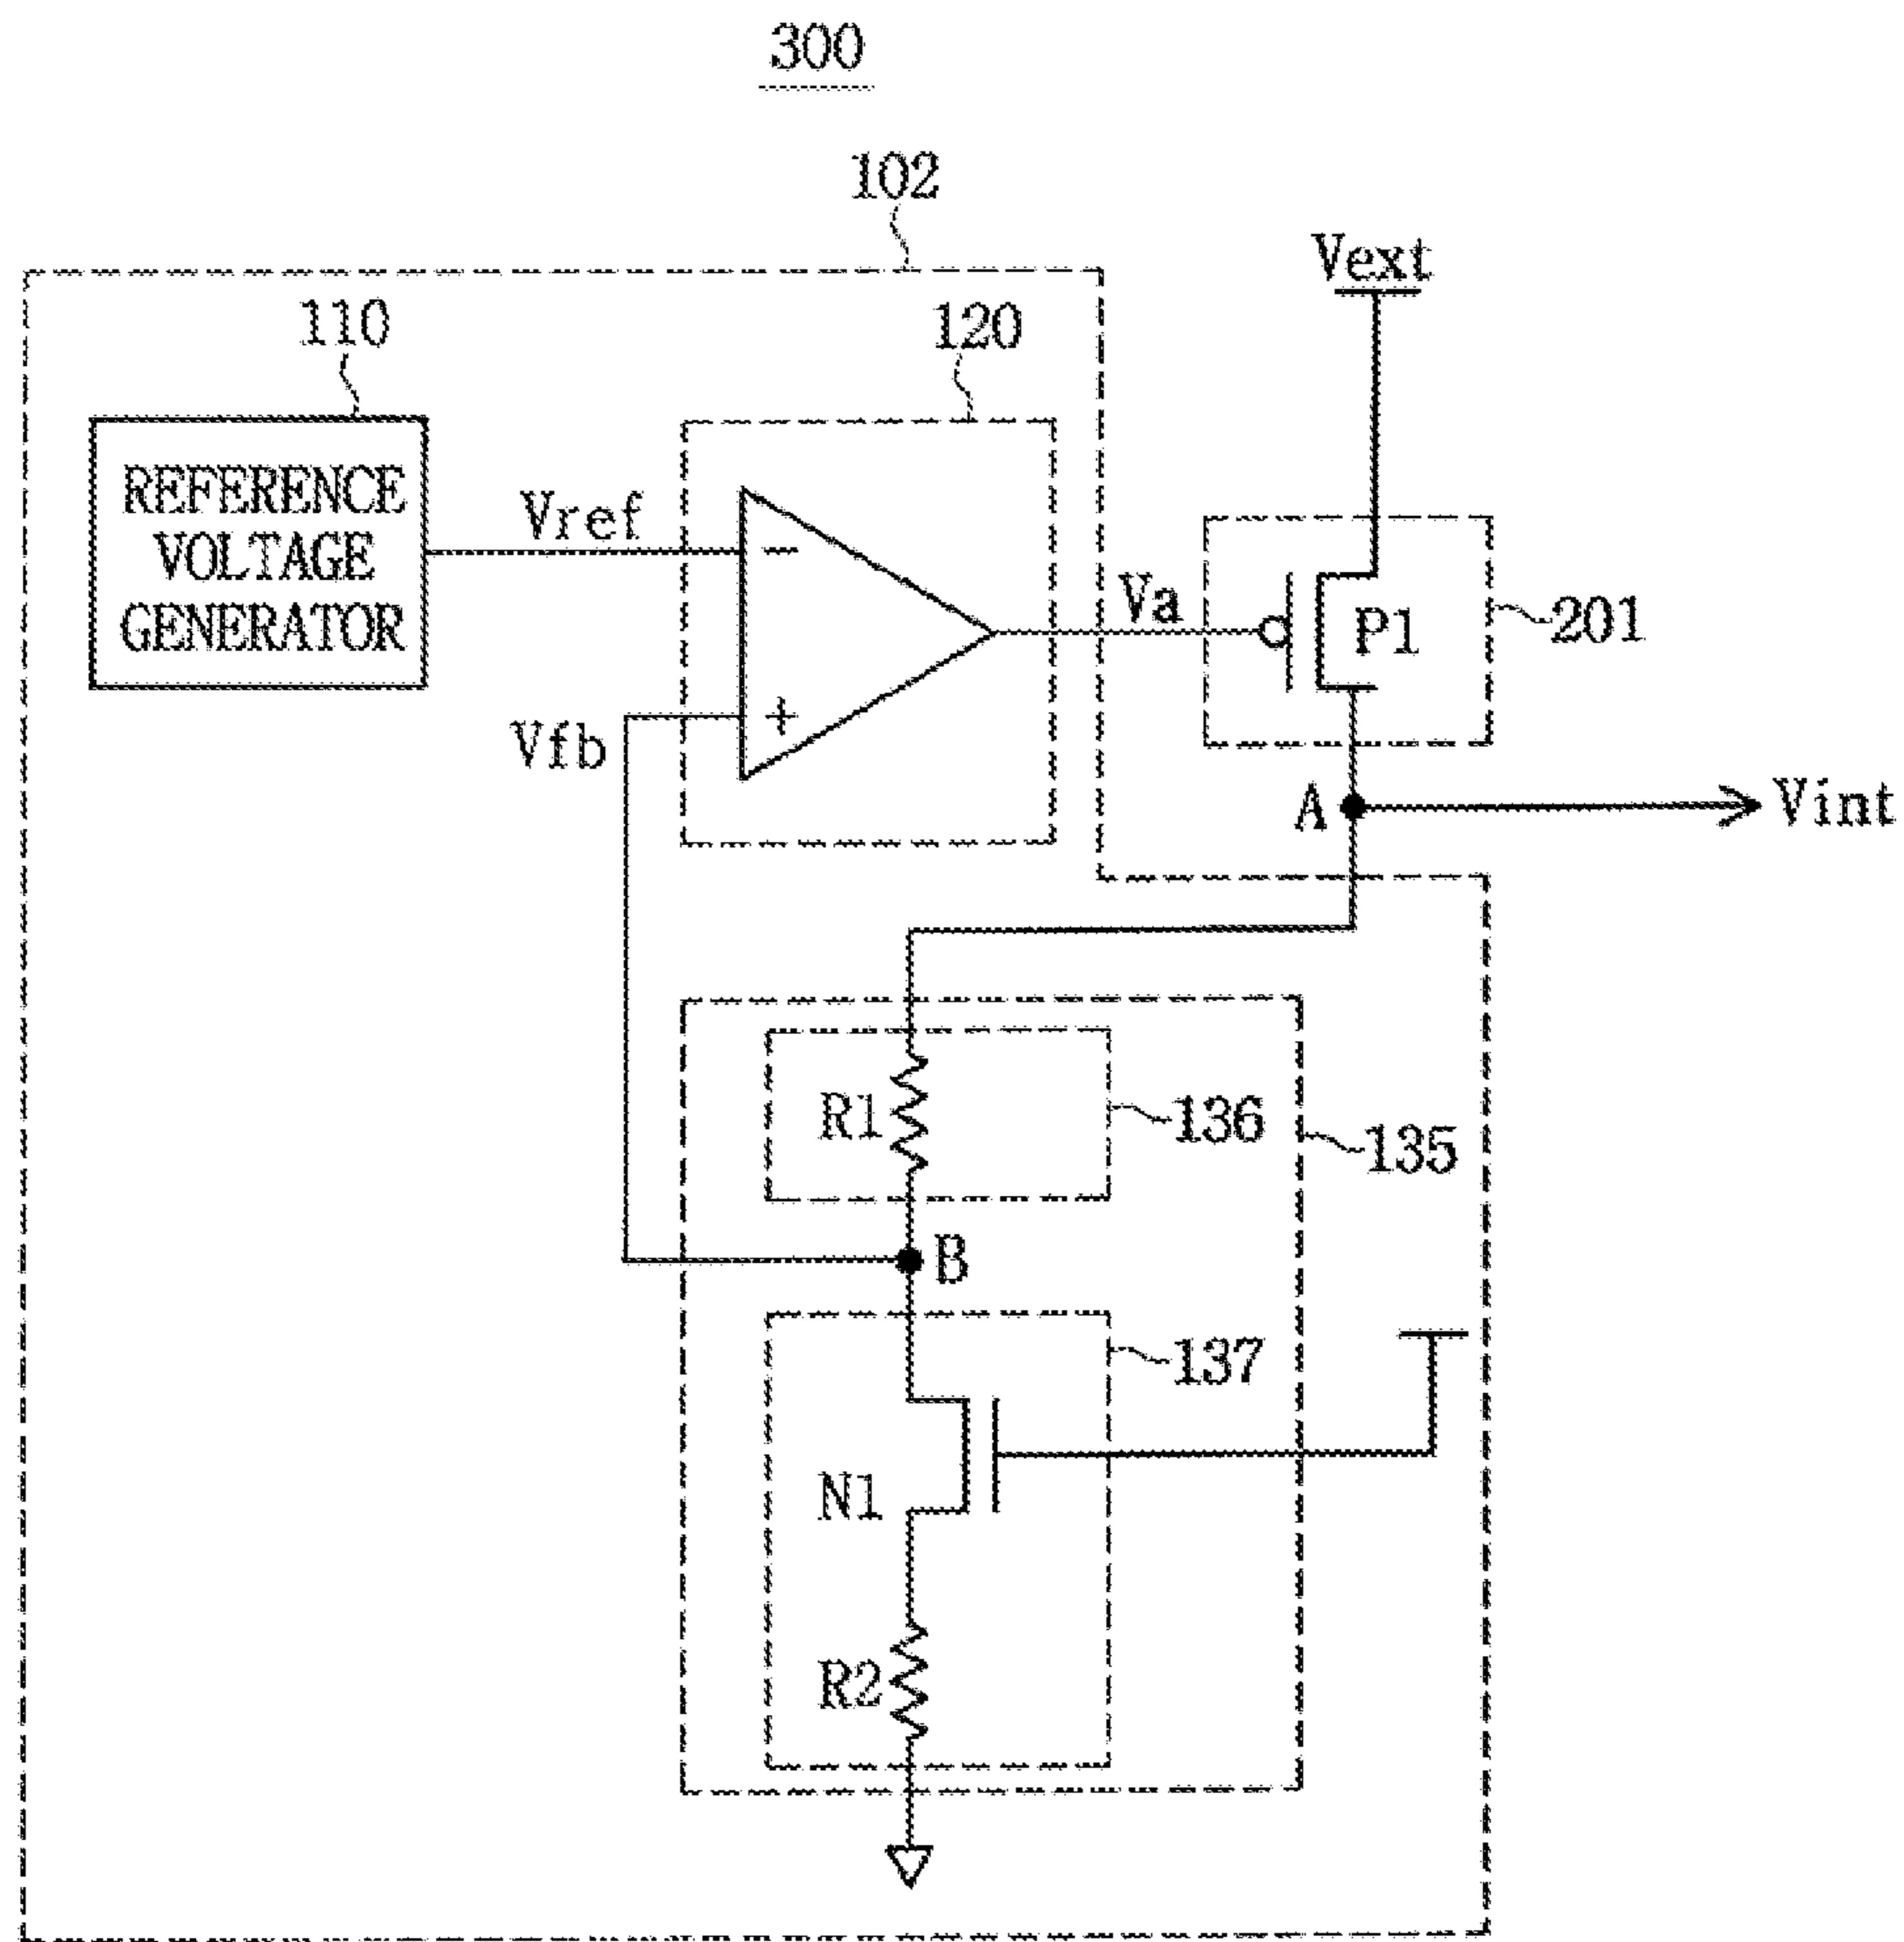 300
102
Vext
110
120
REFERENCE
VOLTAGE
GENERATOR
Vref
−
Va
P1
201
Vfb
+
A
Vint
R1
136
135
B
137
N1
R2